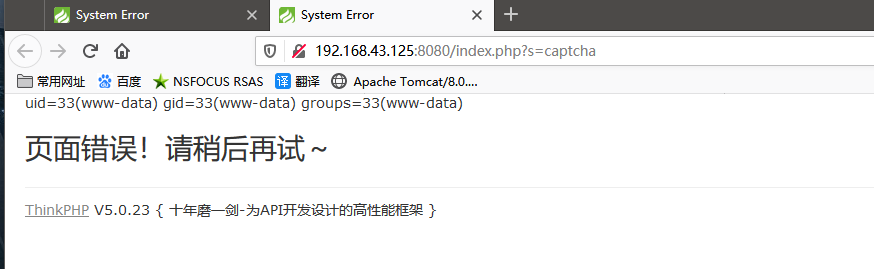 System Error
System Error
192.168.43.125:8080/index.php?s=captcha
常用网址 百度 NSFOCUS RSAS 译 翻译 Apache Tomcat/8.0....
uid=33(www-data) gid=33(www-data) groups=33(www-data)
页面错误！请稍后再试～
ThinkPHP V5.0.23 { 十年磨一剑-为API开发设计的高性能框架 }